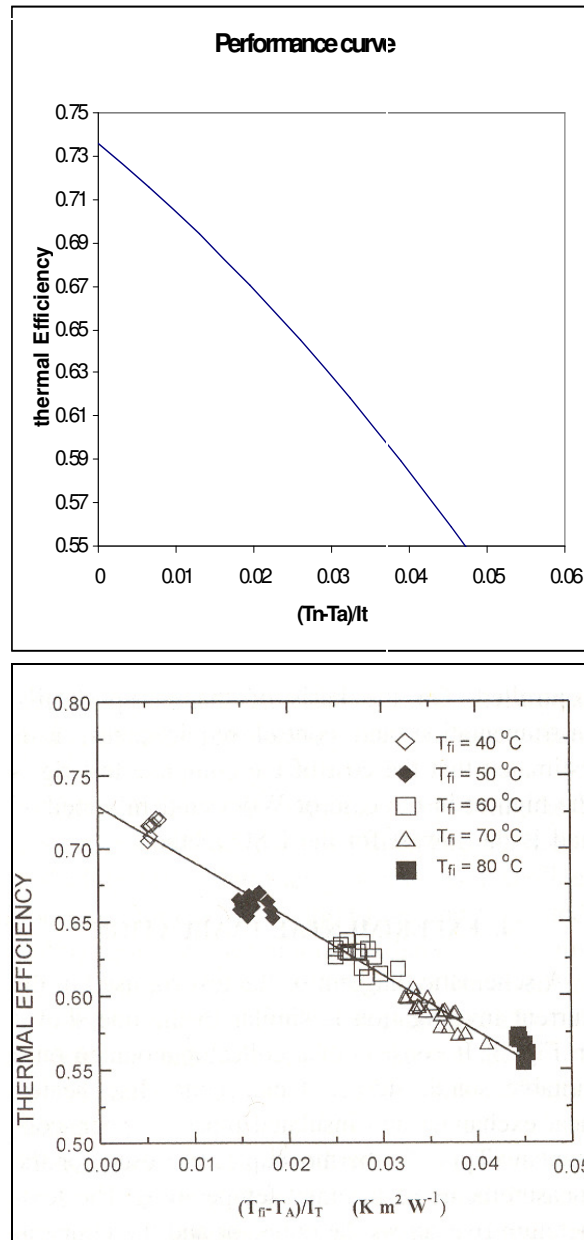 Performance curve
thermal Efficiency
0.75
0.73
0.71
0.69
0.67
0.65
0.63
0.61
0.59
0.57
0.55
0 0.01 0.02 0.03 0.04 0.05 0.06
(Tn-Ta)/It
THERMAL EFFICIENCY
0.80
0.75
0.70
0.65
0.60
0.55
0.50
Tfi = 40 °C
Tfi = 50 °C
Tfi = 60 °C
Tfi = 70 °C
Tfi = 80 °C
0.00 0.01 0.02 0.03 0.04 0.05
(Tfi-TA)/IT (K m² W⁻¹)